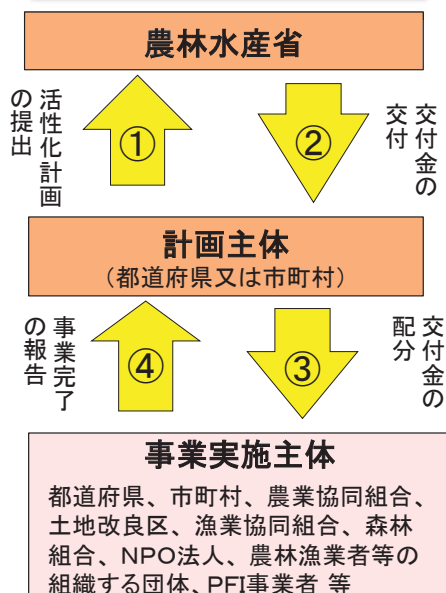 農林水産省
活性化計画
の提出
①
②
交付金の
交付
計画主体
（都道府県又は市町村）
事業完了
の報告
④
③
交付金の
配分
事業実施主体
都道府県、市町村、農業協同組合、
土地改良区、漁業協同組合、森林
組合、NPO法人、農林漁業者等の
組織する団体、PFI事業者 等